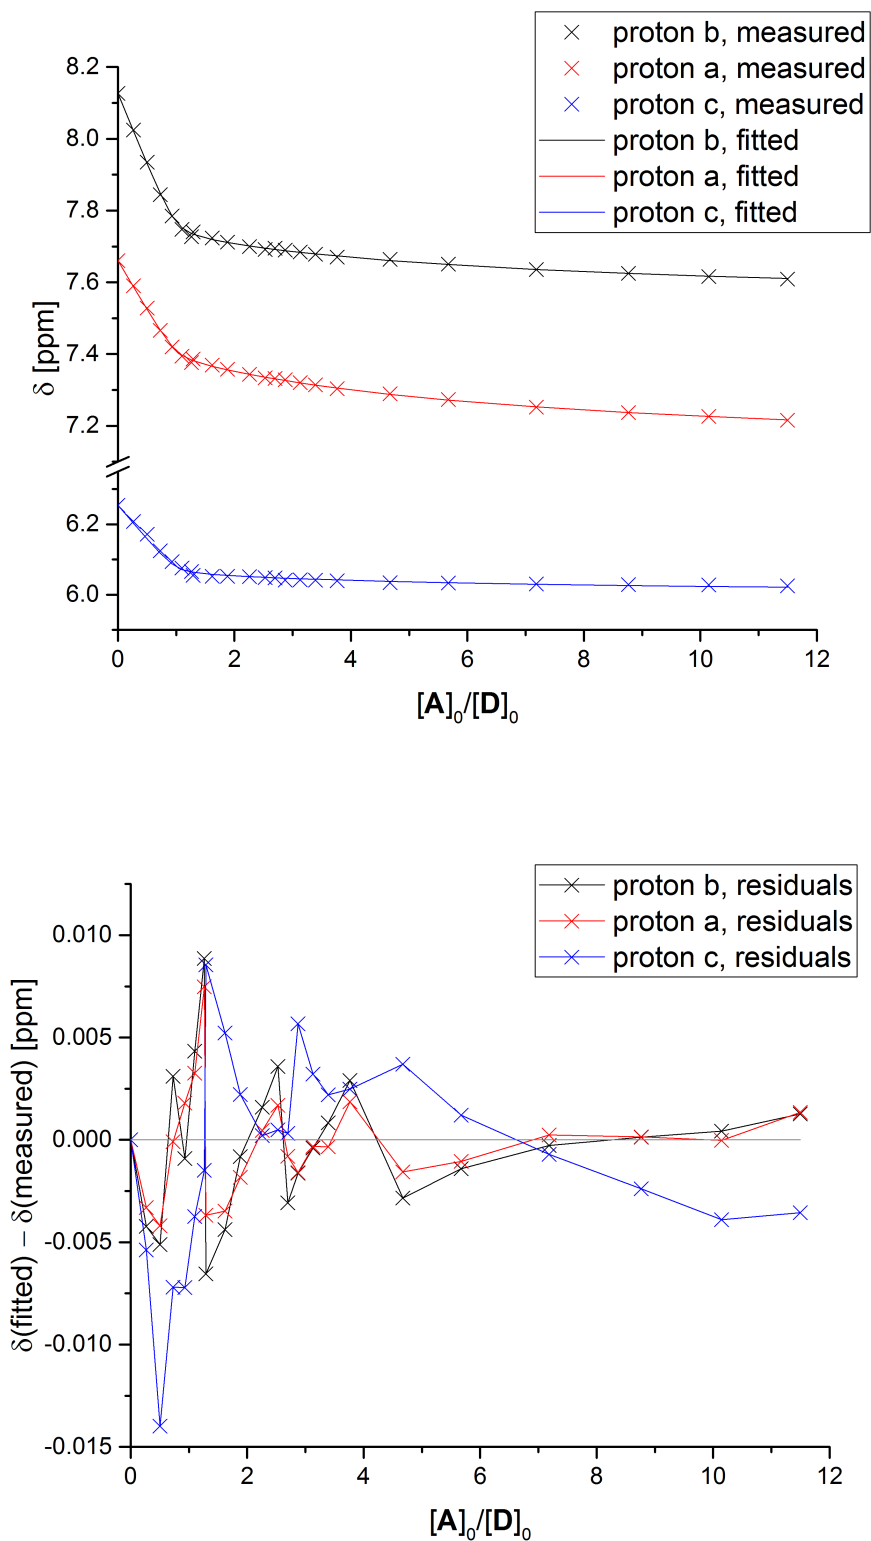 proton b, measured
proton a, measured
proton c, measured
proton b, fitted
proton a, fitted
proton c, fitted
8.2
8.0
7.8
7.6
7.4
7.2
6.2
6.0
δ [ppm]
0 2 4 6 8 10 12
[A]₀/[D]₀
proton b, residuals
proton a, residuals
proton c, residuals
0.010
0.005
0.000
-0.005
-0.010
-0.015
δ(fitted) − δ(measured) [ppm]
0 2 4 6 8 10 12
[A]₀/[D]₀